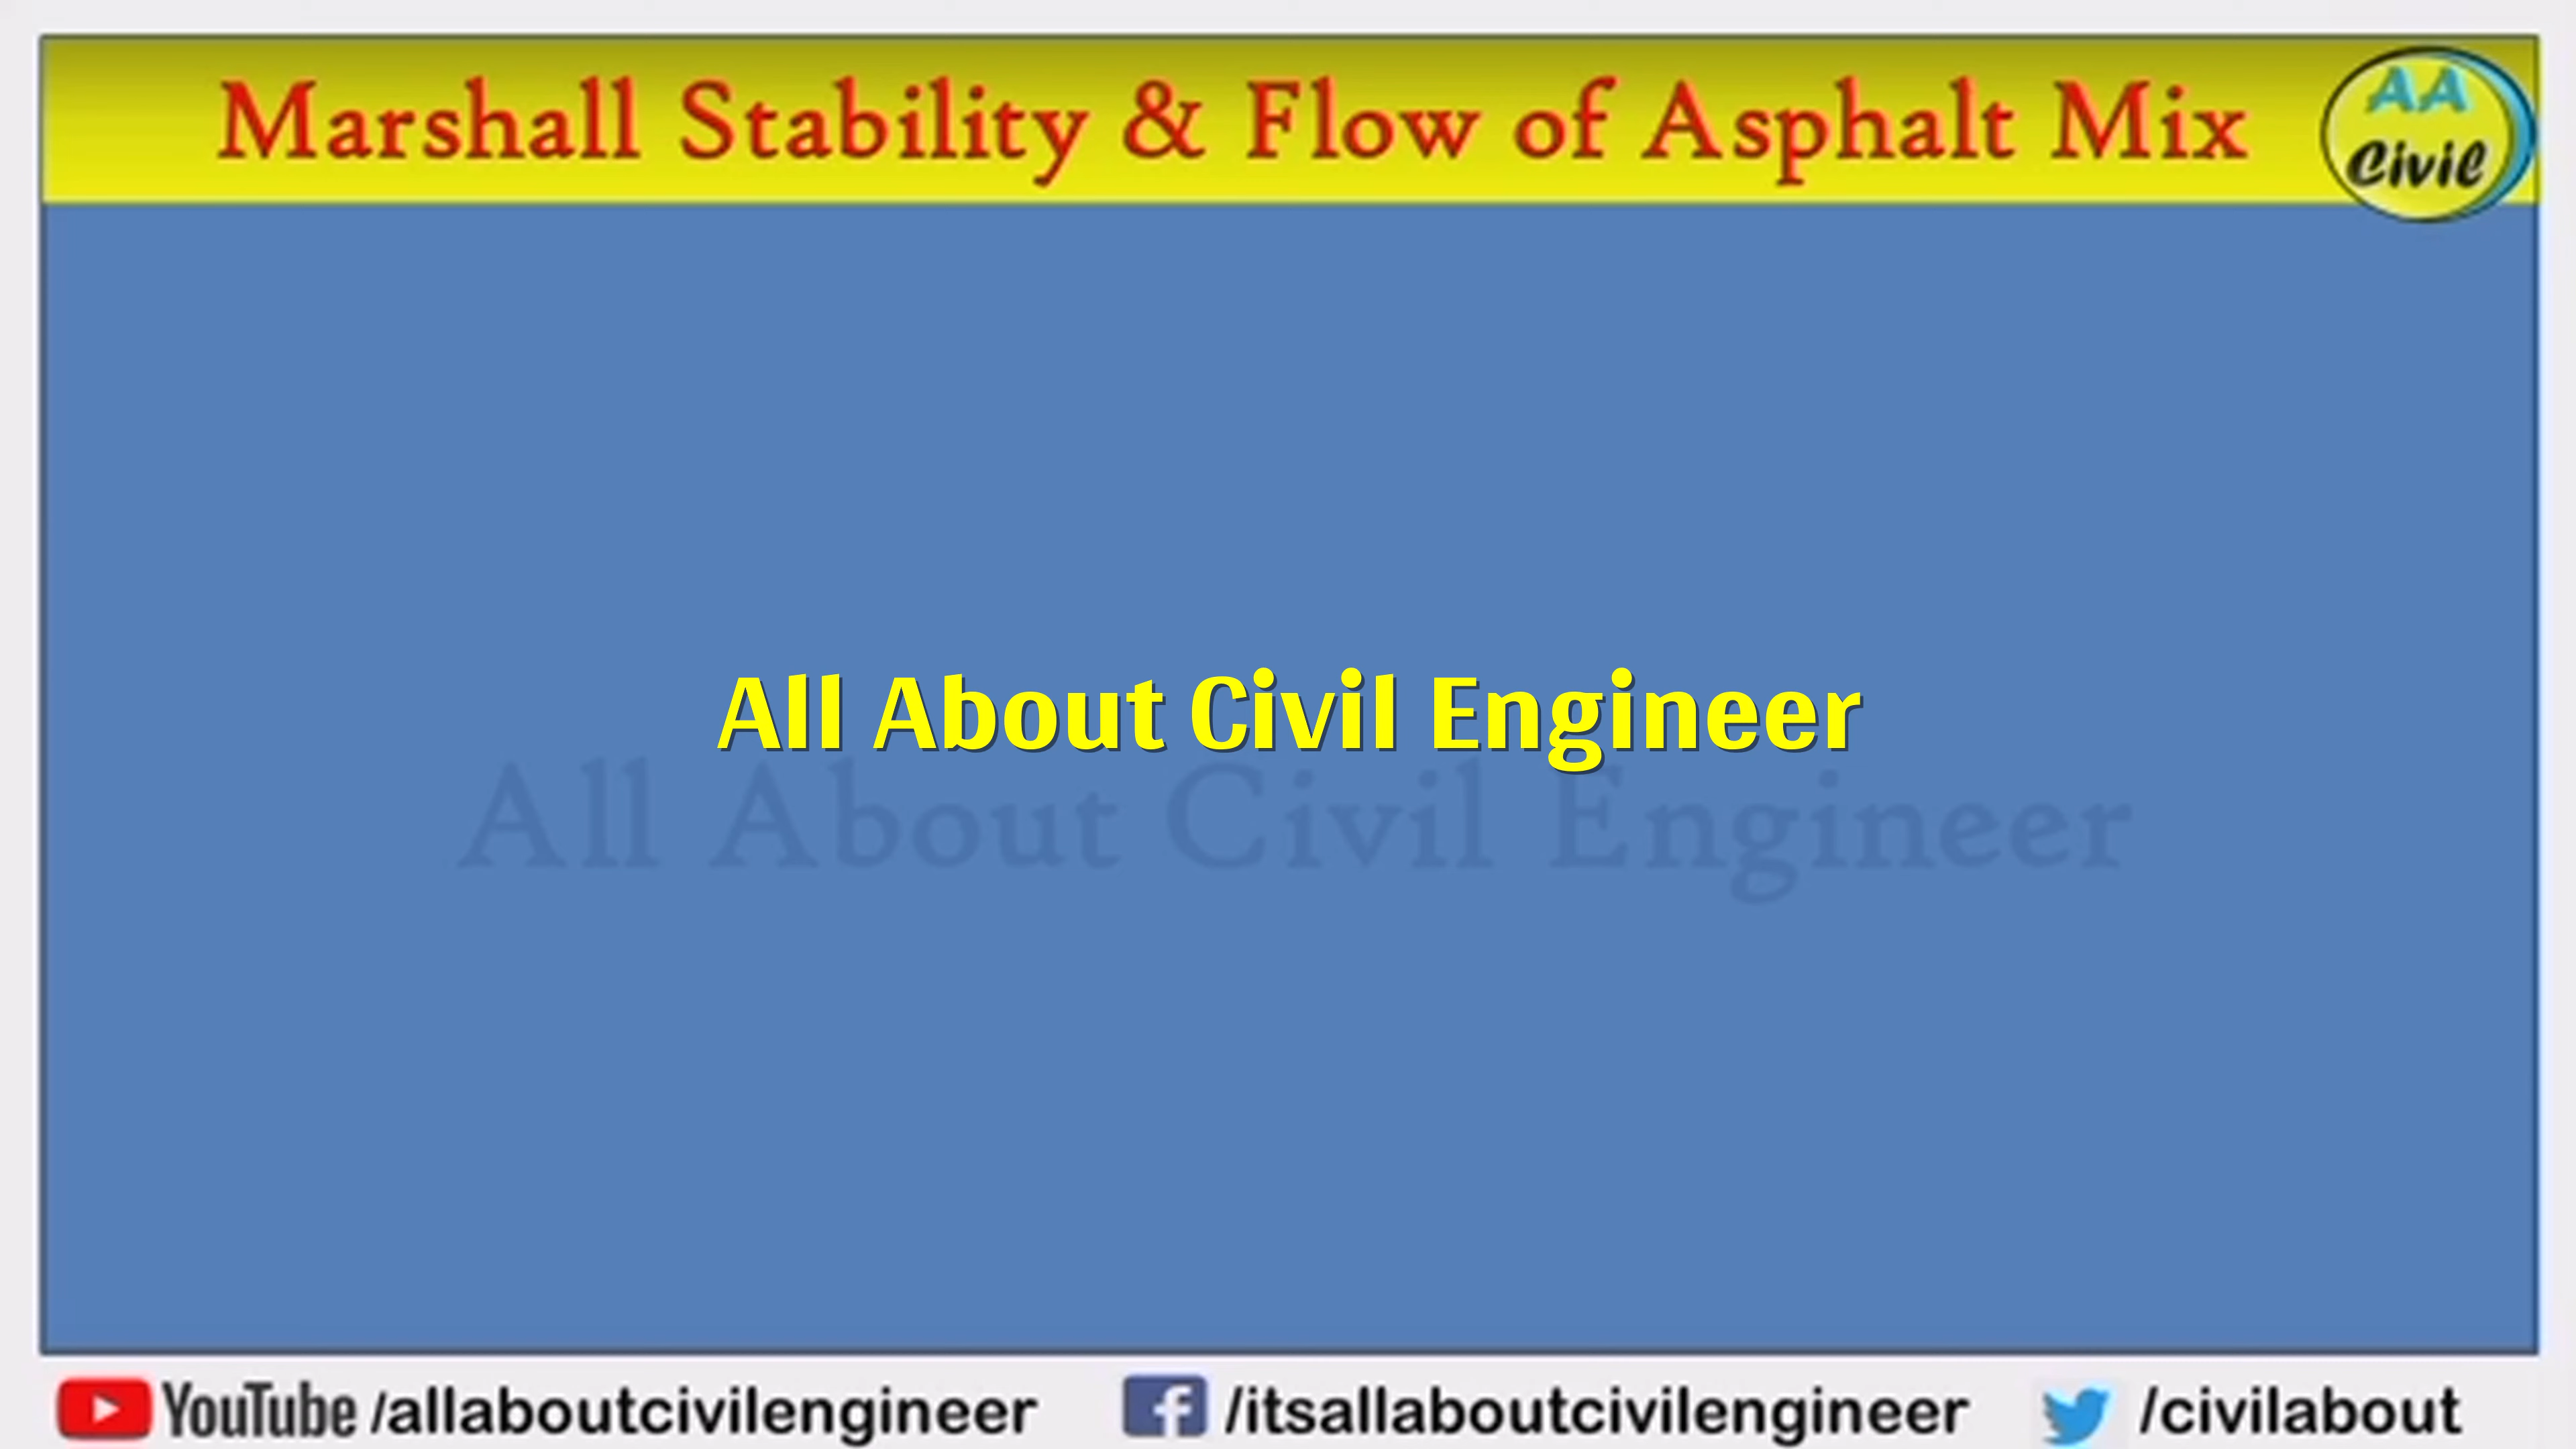 Marshall Stability & Flow of Asphalt Mix
AA
Civil
All About Civil Engineer
All About Civil Engineer
YouTube /allaboutcivilengineer
f /itsallaboutcivilengineer
/civilabout